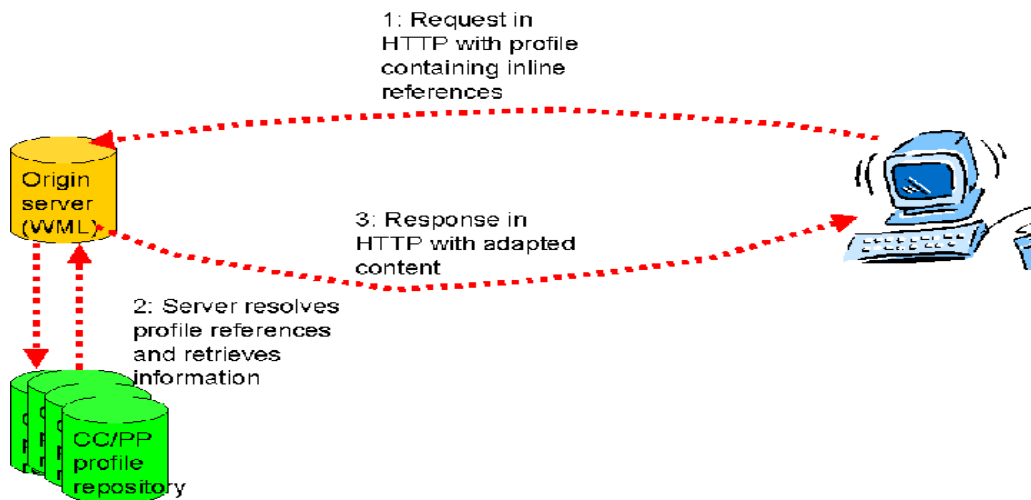 1: Request in
HTTP with profile
containing inline
references
Origin
server
(WML)
3: Response in
HTTP with adapted
content
2: Server resolves
profile references
and retrieves
information
CC/PP
profile
repository